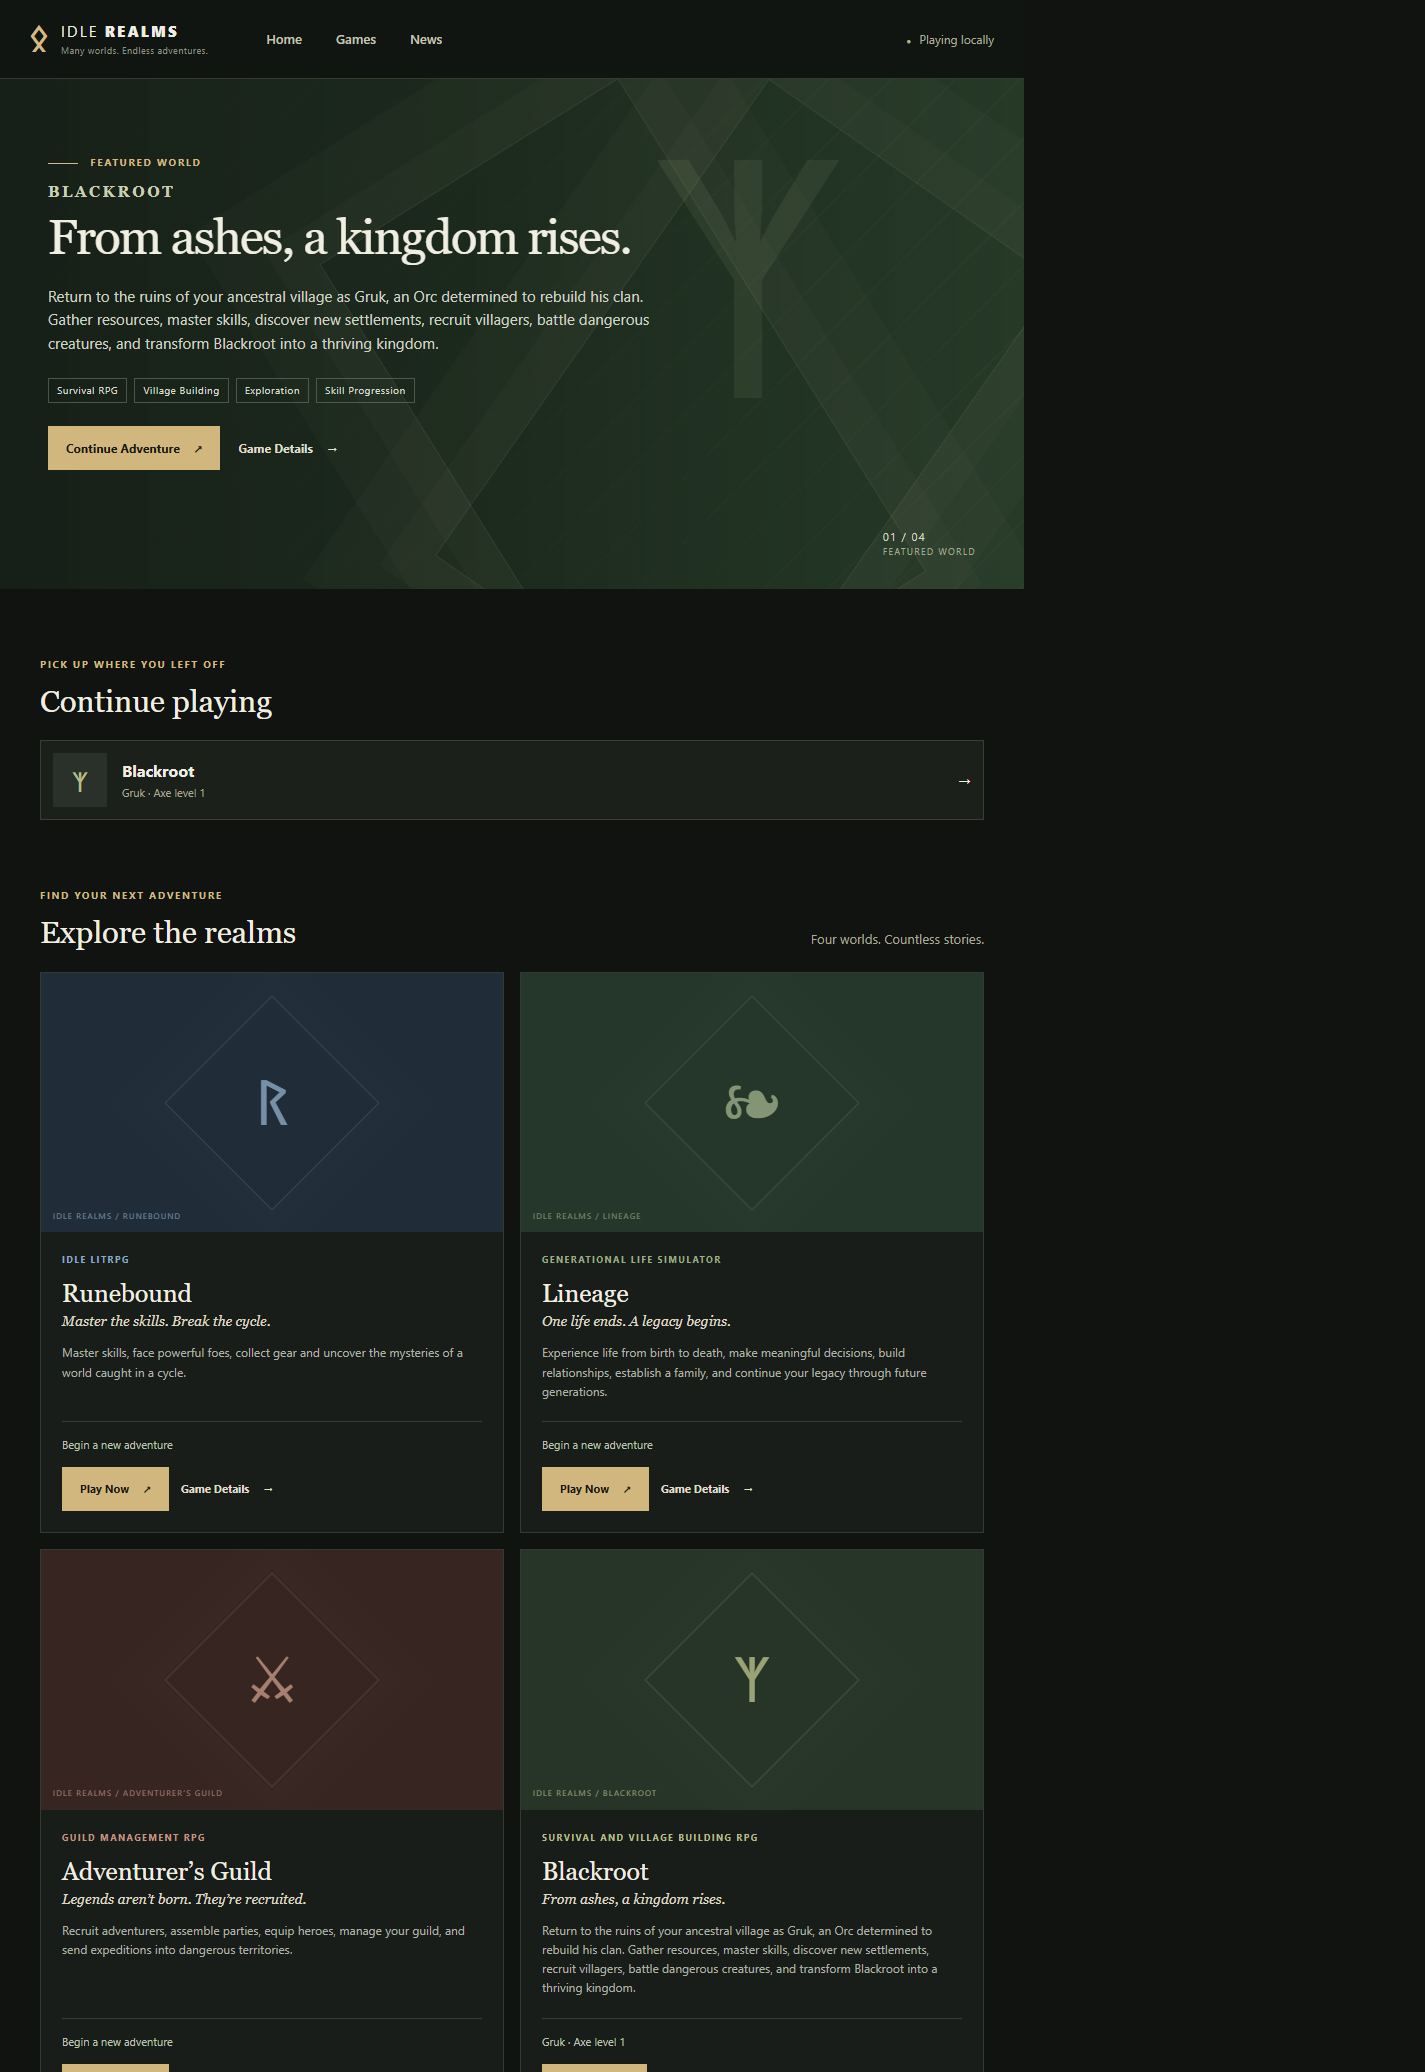 IDLE REALMS
Many worlds. Endless adventures.
Home
Games
News
Playing locally
FEATURED WORLD
BLACKROOT
From ashes, a kingdom rises.
Return to the ruins of your ancestral village as Gruk, an Orc determined to rebuild his clan.
Gather resources, master skills, discover new settlements, recruit villagers, battle dangerous
creatures, and transform Blackroot into a thriving kingdom.
Survival RPG
Village Building
Exploration
Skill Progression
Continue Adventure ↗
Game Details →
01 / 04
FEATURED WORLD
PICK UP WHERE YOU LEFT OFF
Continue playing
ᛉ
Blackroot
Gruk · Axe level 1
→
FIND YOUR NEXT ADVENTURE
Explore the realms
Four worlds. Countless stories.
ᚱ
IDLE REALMS / RUNEBOUND
IDLE LITRPG
Runebound
Master the skills. Break the cycle.
Master skills, face powerful foes, collect gear and uncover the mysteries of a
world caught in a cycle.
Begin a new adventure
Play Now ↗
Game Details →
❧
IDLE REALMS / LINEAGE
GENERATIONAL LIFE SIMULATOR
Lineage
One life ends. A legacy begins.
Experience life from birth to death, make meaningful decisions, build
relationships, establish a family, and continue your legacy through future
generations.
Begin a new adventure
Play Now ↗
Game Details →
⚔
IDLE REALMS / ADVENTURER'S GUILD
GUILD MANAGEMENT RPG
Adventurer’s Guild
Legends aren’t born. They’re recruited.
Recruit adventurers, assemble parties, equip heroes, manage your guild, and
send expeditions into dangerous territories.
Begin a new adventure
ᛉ
IDLE REALMS / BLACKROOT
SURVIVAL AND VILLAGE BUILDING RPG
Blackroot
From ashes, a kingdom rises.
Return to the ruins of your ancestral village as Gruk, an Orc determined to
rebuild his clan. Gather resources, master skills, discover new settlements,
recruit villagers, battle dangerous creatures, and transform Blackroot into a
thriving kingdom.
Gruk · Axe level 1